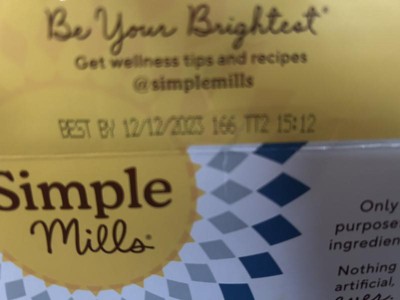 Be Your Brightest*
Get wellness tips and recipes
@simplemills
BEST BY 12/12/2023 166 TT2 15:12
Simple
Mills
Only
purpose
ingredien
Nothing
artificial,